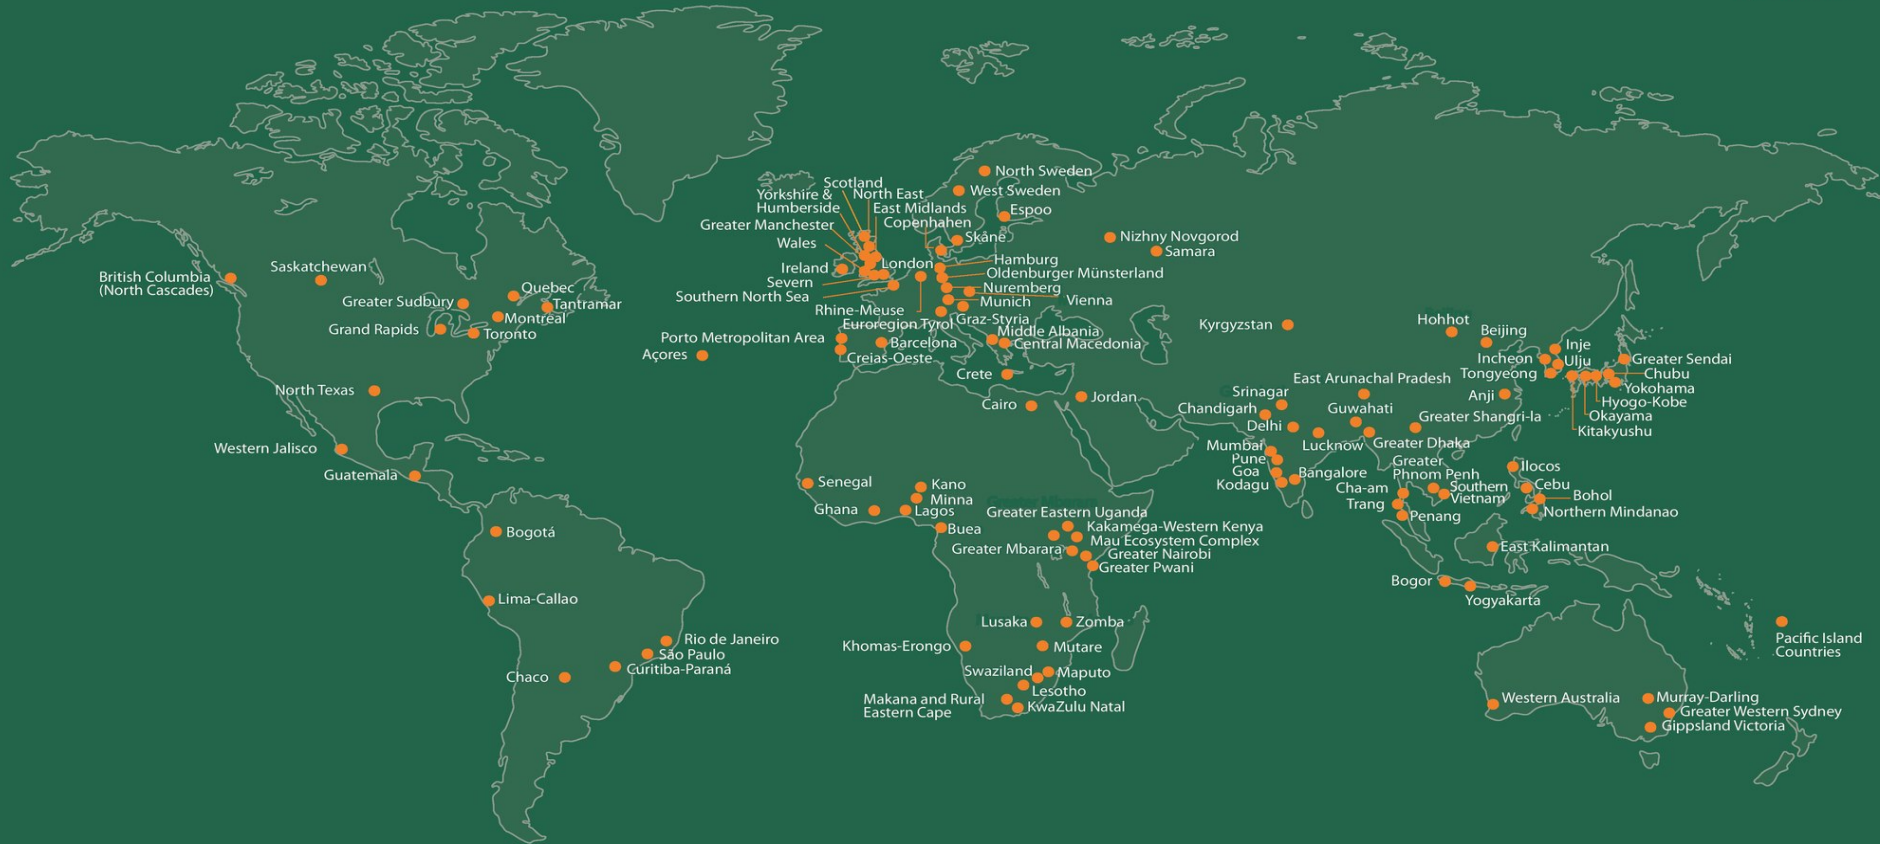 British Columbia
(North Cascades)
Saskatchewan
Greater Sudbury
Grand Rapids
Quebec
Tantramar
Montreal
Toronto
North Texas
Western Jalisco
Guatemala
Bogotá
Lima-Callao
Chaco
Rio de Janeiro
São Paulo
Curitiba-Paraná
Scotland
Yorkshire &
Humberside
North East
East Midlands
Greater Manchester
Copenhahen
Wales
London
Ireland
Severn
Southern North Sea
Rhine-Meuse
Euroregion Tyrol
North Sweden
West Sweden
Espoo
Skåne
Hamburg
Oldenburger Münsterland
Nuremberg
Vienna
Munich
Graz-Styria
Middle Albania
Central Macedonia
Porto Metropolitan Area
Açores
Barcelona
Creias-Oeste
Crete
Nizhny Novgorod
Samara
Cairo
Jordan
Senegal
Ghana
Kano
Minna
Lagos
Buea
Greater Mbarara
Greater Eastern Uganda
Kakamega-Western Kenya
Mau Ecosystem Complex
Greater Mbarara
Greater Nairobi
Greater Pwani
Lusaka
Zomba
Khomas-Erongo
Mutare
Swaziland
Maputo
Lesotho
Makana and Rural
Eastern Cape
KwaZulu Natal
Kyrgyzstan
Hohhot
Beijing
Inje
Incheon
Ulju
Tongyeong
Greater Sendai
Chubu
Yokohama
Hyogo-Kobe
Okayama
Kitakyushu
Anji
East Arunachal Pradesh
Srinagar
Chandigarh
Guwahati
Greater Shangri-la
Delhi
Lucknow
Greater Dhaka
Mumbai
Pune
Goa
Bangalore
Kodagu
Greater
Phnom Penh
Cha-am
Southern
Vietnam
Trang
Penang
Ilocos
Cebu
Bohol
Northern Mindanao
East Kalimantan
Bogor
Yogyakarta
Pacific Island
Countries
Western Australia
Murray-Darling
Greater Western Sydney
Gippsland Victoria